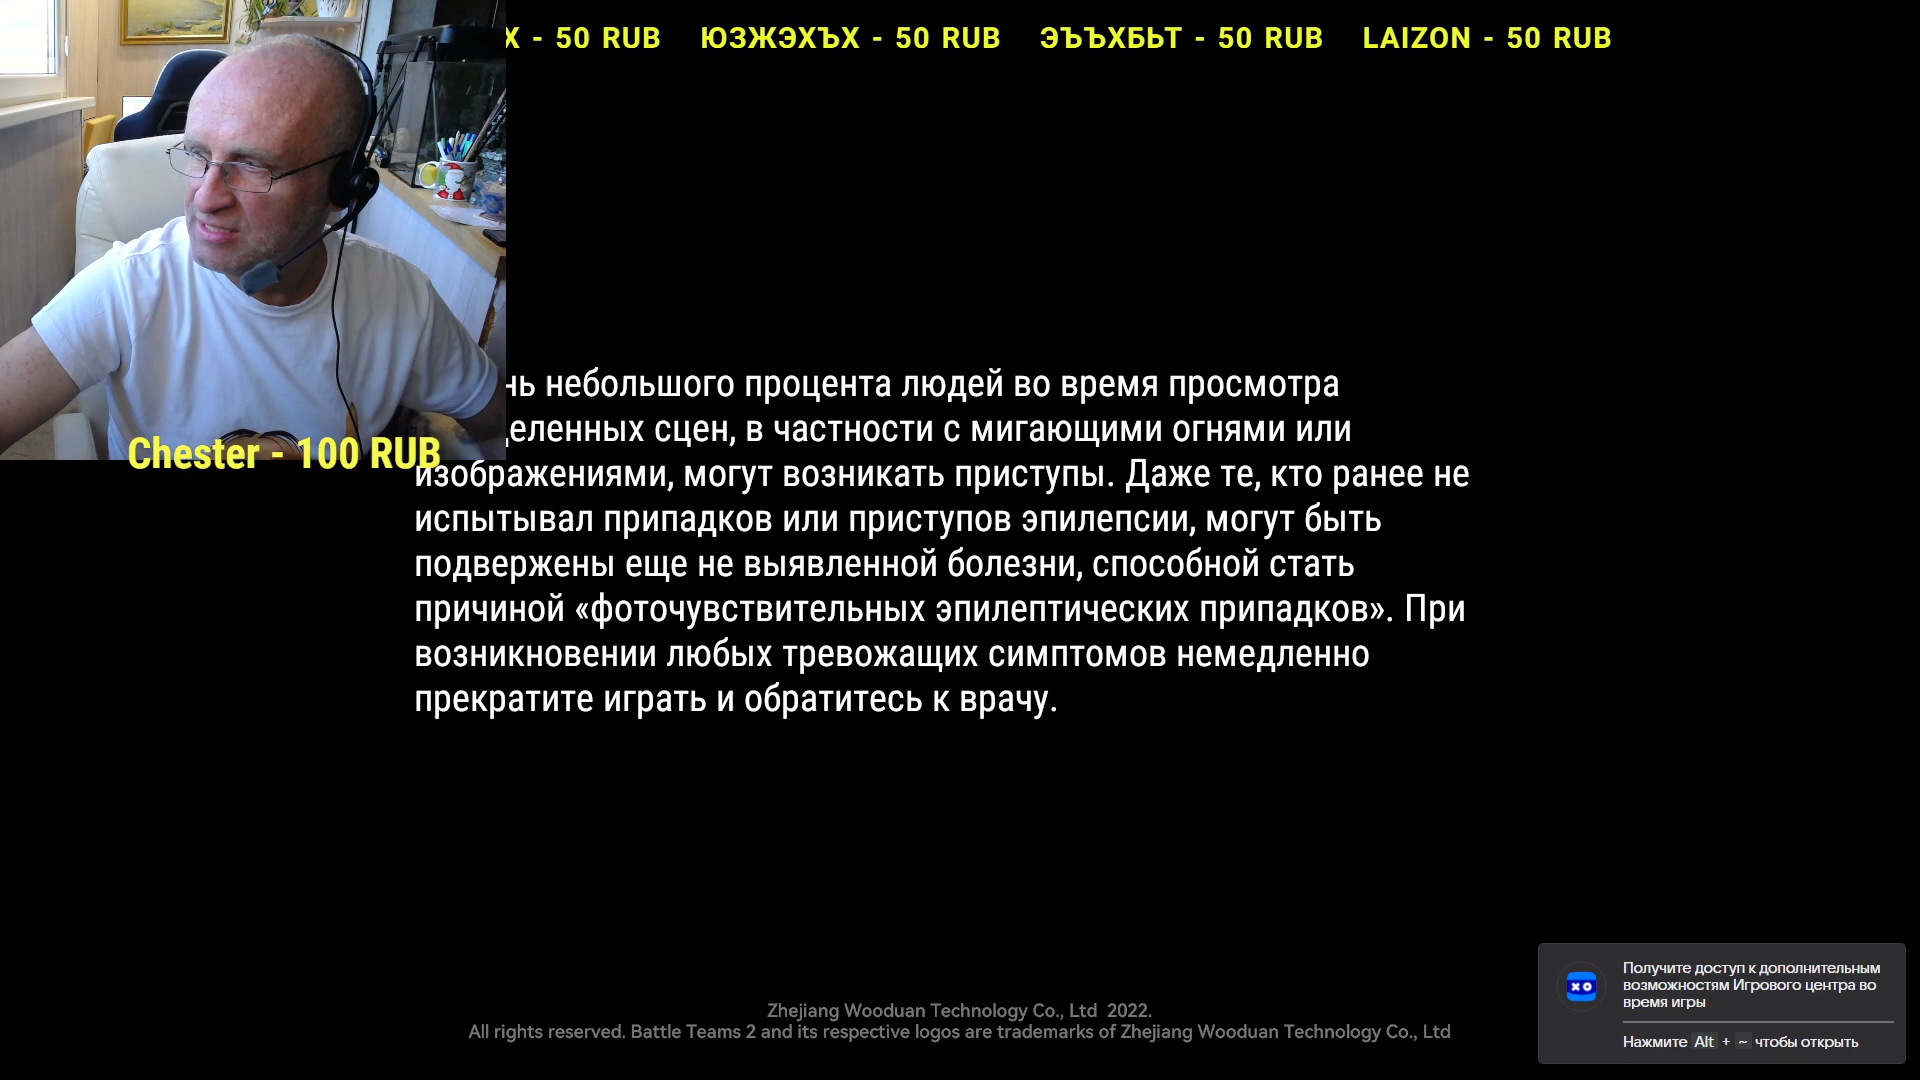 Х - 50 RUB ЮЗЖЭХЪХ - 50 RUB ЭЪЪХБЬТ - 50 RUB LAIZON - 50 RUB
небольшого процента людей во время просмотра
сцен, в частности с мигающими огнями или
Chester - 100 RUB
изображениями, могут возникать приступы. Даже те, кто ранее не
испытывал припадков или приступов эпилепсии, могут быть
подвержены еще не выявленной болезни, способной стать
причиной «фоточувствительных эпилептических припадков». При
возникновении любых тревожащих симптомов немедленно
прекратите играть и обратитесь к врачу.
Получите доступ к дополнительным
возможностям Игрового центра во
время игры
Нажмите Alt + ~ чтобы открыть
Zhejiang Wooduan Technology Co., Ltd 2022.
All rights reserved. Battle Teams 2 and its respective logos are trademarks of Zhejiang Wooduan Technology Co., Ltd